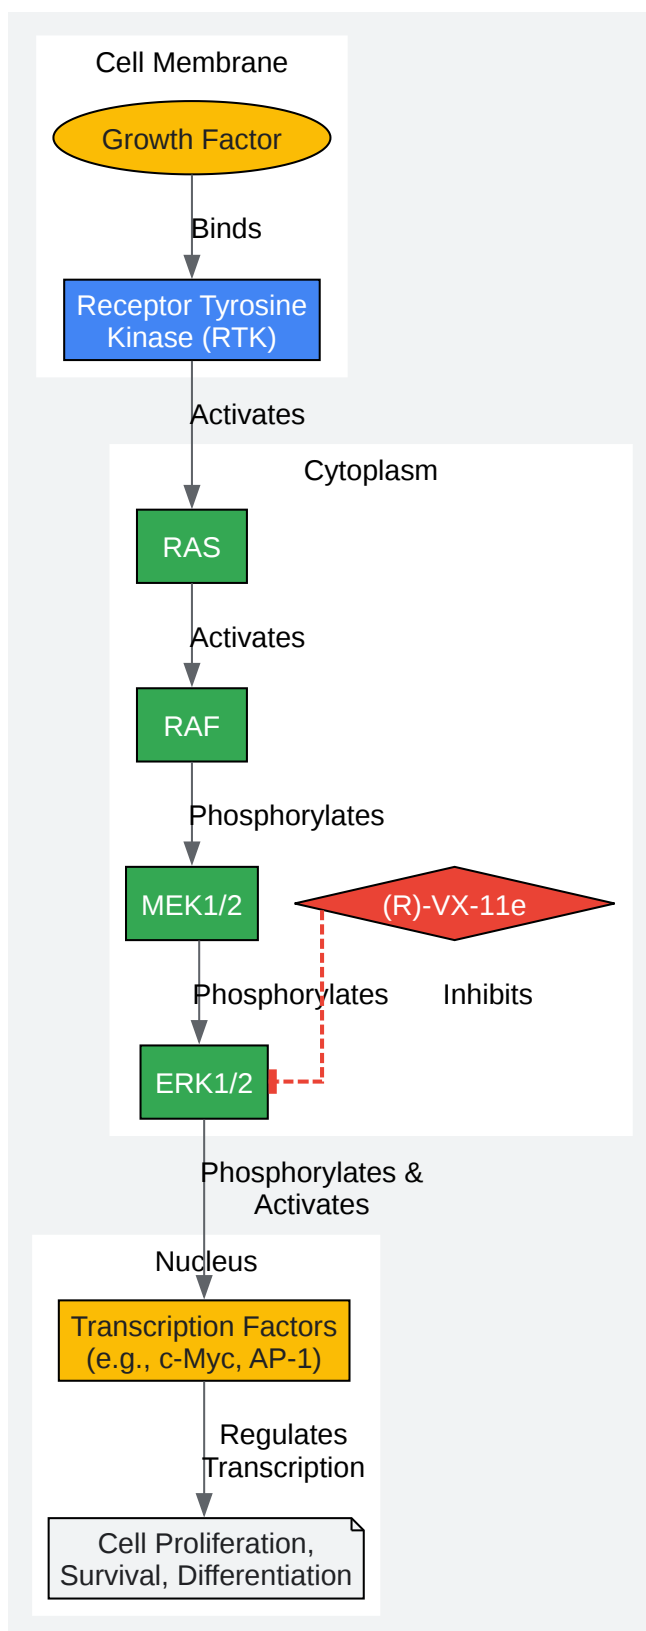 Cell Membrane
Growth Factor
Binds
Receptor Tyrosine
Kinase (RTK)
Activates
Cytoplasm
RAS
Activates
RAF
Phosphorylates
MEK1/2
(R)-VX-11e
Phosphorylates
Inhibits
ERK1/2
Phosphorylates &
Activates
Nucleus
Transcription Factors
(e.g., c-Myc, AP-1)
Regulates
Transcription
Cell Proliferation,
Survival, Differentiation